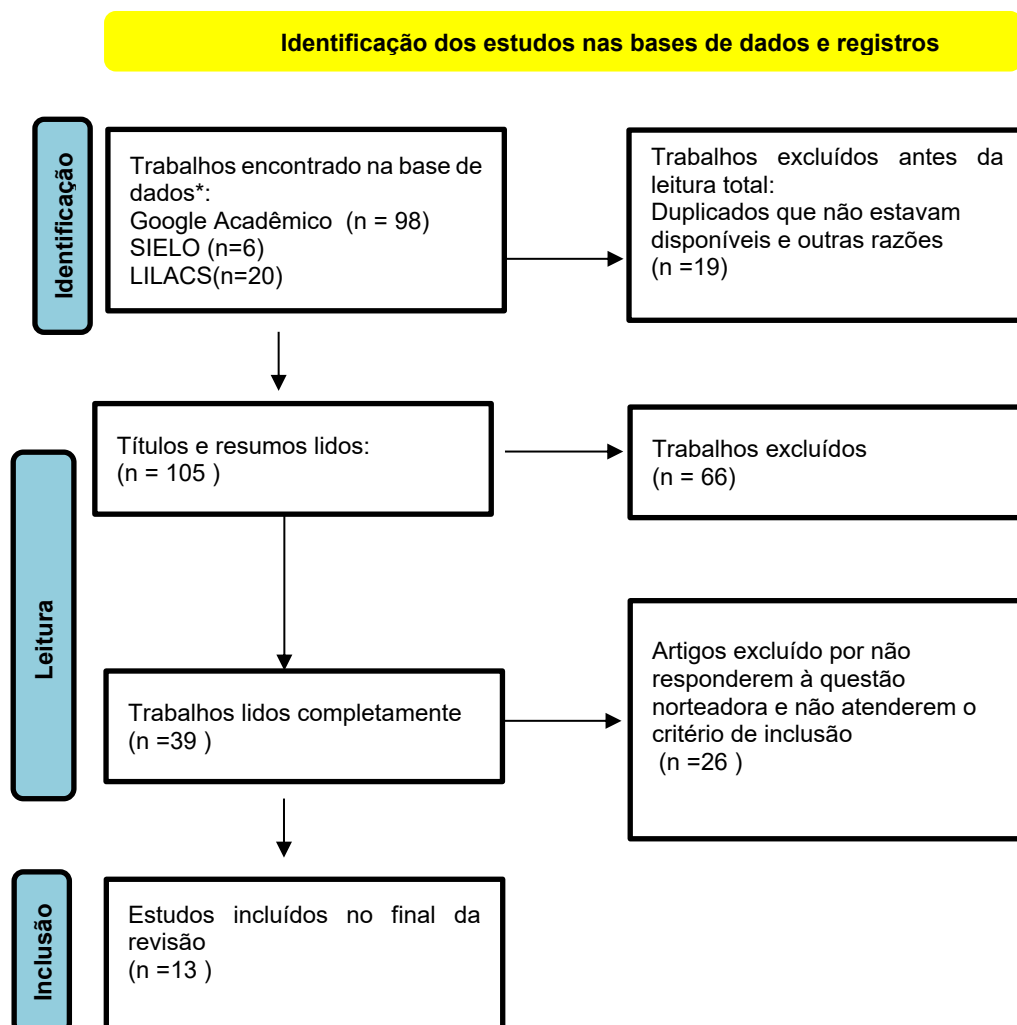 Identificação dos estudos nas bases de dados e registros
Identificação
Trabalhos encontrado na base de
dados*:
Google Acadêmico (n = 98)
SIELO (n=6)
LILACS(n=20)
Trabalhos excluídos antes da
leitura total:
Duplicados que não estavam
disponíveis e outras razões
(n =19)
Leitura
Títulos e resumos lidos:
(n = 105 )
Trabalhos excluídos
(n = 66)
Trabalhos lidos completamente
(n =39 )
Artigos excluído por não
responderem à questão
norteadora e não atenderem o
critério de inclusão
(n =26 )
Inclusão
Estudos incluídos no final da
revisão
(n =13 )